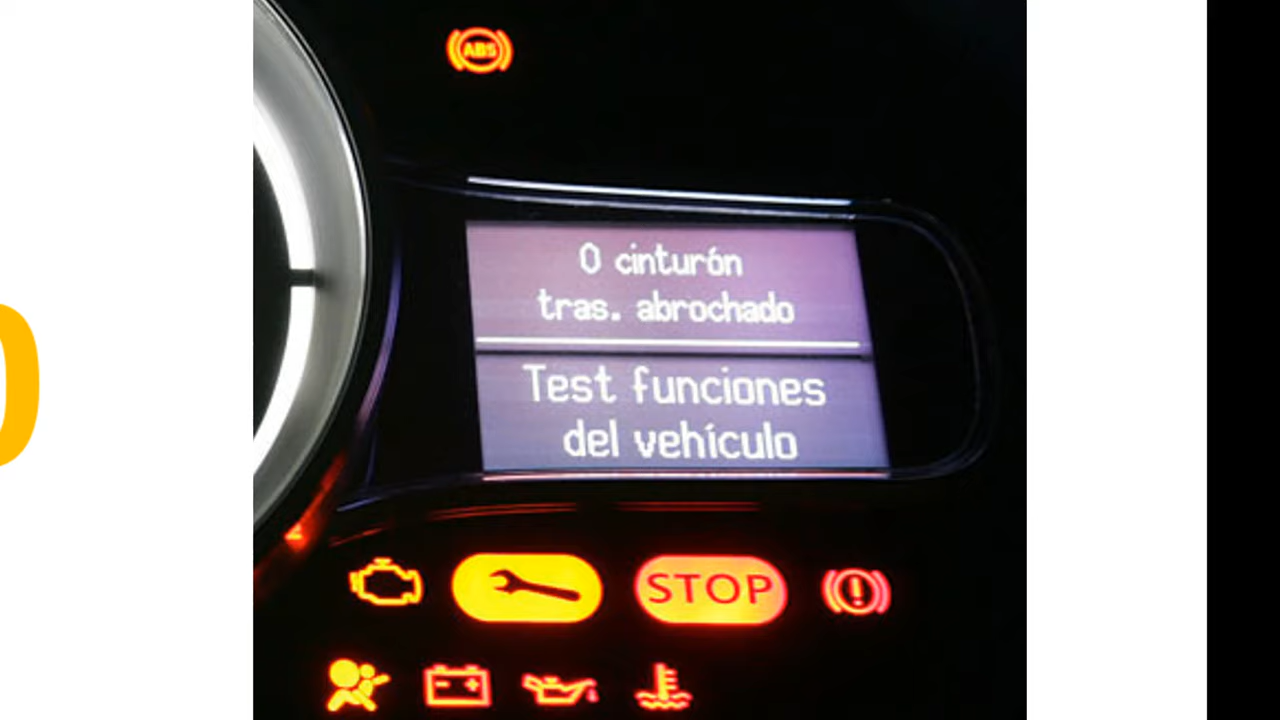 ABS
0 cinturón
tras. abrochado
Test funciones
del vehículo
STOP